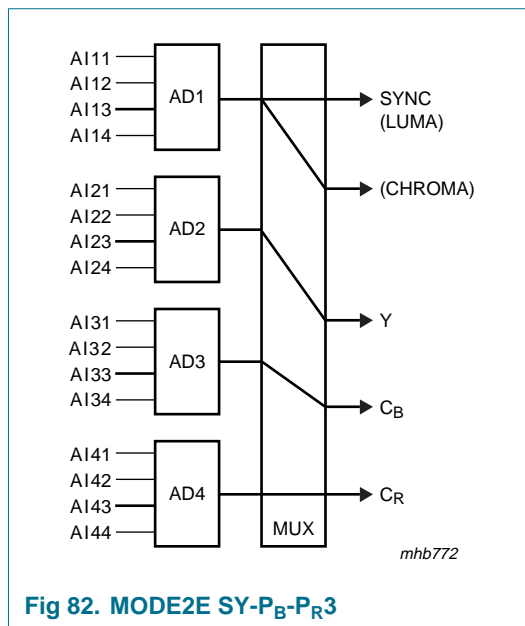 AI11
AI12
AI13
AI14
AD1
SYNC
(LUMA)
(CHROMA)
AI21
AI22
AI23
AI24
AD2
Y
AI31
AI32
AI33
AI34
AD3
CB
AI41
AI42
AI43
AI44
AD4
CR
MUX
mhb772
Fig 82. MODE2E SY-PB-PR3